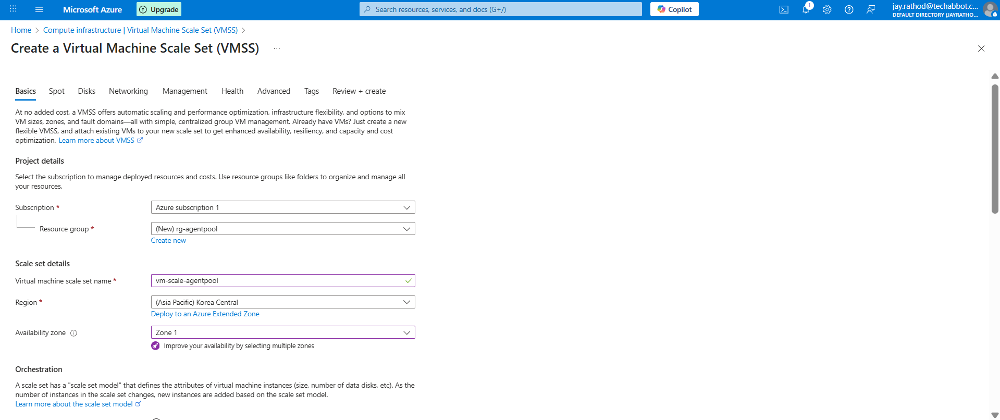 Microsoft Azure
Upgrade
Search resources, services, and docs (G+/)
Copilot
1
jay.rathod@techabbot.c...
DEFAULT DIRECTORY (JAYRATHO...
Home > Compute infrastructure | Virtual Machine Scale Set (VMSS) >
Create a Virtual Machine Scale Set (VMSS) ...
Basics Spot Disks Networking Management Health Advanced Tags Review + create
At no added cost, a VMSS offers automatic scaling and performance optimization, infrastructure flexibility, and options to mix
VM sizes, zones, and fault domains—all with simple, centralized group VM management. Already have VMs? Just create a new
flexible VMSS, and attach existing VMs to your new scale set to get enhanced availability, resiliency, and capacity and cost
optimization. Learn more about VMSS
Project details
Select the subscription to manage deployed resources and costs. Use resource groups like folders to organize and manage all
your resources.
Subscription *
Azure subscription 1
Resource group *
(New) rg-agentpool
Create new
Scale set details
Virtual machine scale set name *
vm-scale-agentpool
Region *
(Asia Pacific) Korea Central
Deploy to an Azure Extended Zone
Availability zone
Zone 1
Improve your availability by selecting multiple zones
Orchestration
A scale set has a "scale set model" that defines the attributes of virtual machine instances (size, number of data disks, etc). As the
number of instances in the scale set changes, new instances are added based on the scale set model.
Learn more about the scale set model